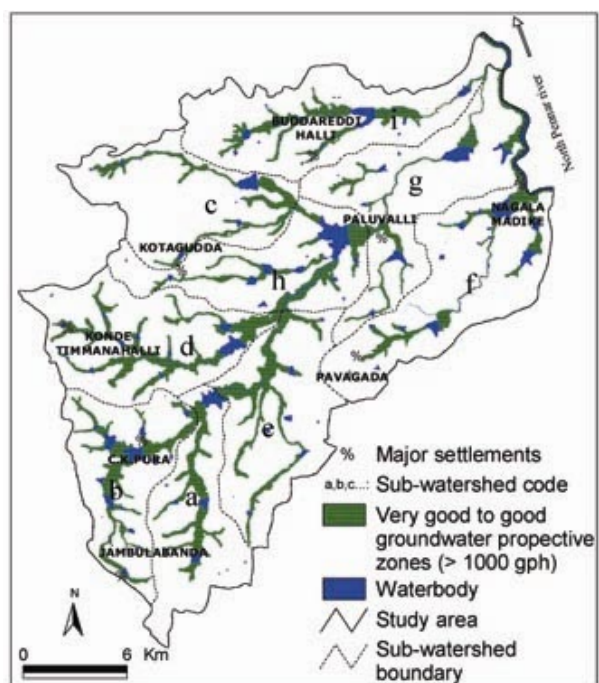 North Pennar river
BUDDAREDDI
HALLI
i
g
c
PALUVALLI
NAGALA
MADIKE
KOTAGUDDA
h
f
KONDE
TIMMANAHALLI
d
PAVAGADA
e
C.K.PURA
b
a
JAMBULABANDA
% Major settlements
a,b,c...: Sub-watershed code
Very good to good
groundwater propective
zones (> 1000 gph)
Waterbody
Study area
Sub-watershed
boundary
N
0 6 Km